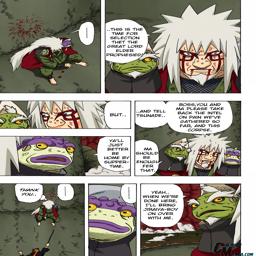 ...THIS IS THE
TIME FOR
SELECTION
THET THE
GREAT LORD
ELDER
PROPHESIED!
BOSS, YOU AND
MA PLEASE TAKE
BACK THE INTEL
ON PAIN WE'VE
GATHERED
SO FAR, AND THIS
CORPSE.
...AND TELL
TSUNADE.
BUT...
MA
SHOULD
BE
ENOUGH
FER
THAT.
YA'LL
JUST
BETTER
BE HOME
BY SUPPER-
TIME.
THANK
YOU...
YEAH...
WHEN WE'RE
DONE HERE,
I'LL BRING
JIRAIYA-BOY
ON OVER WITH
ME.